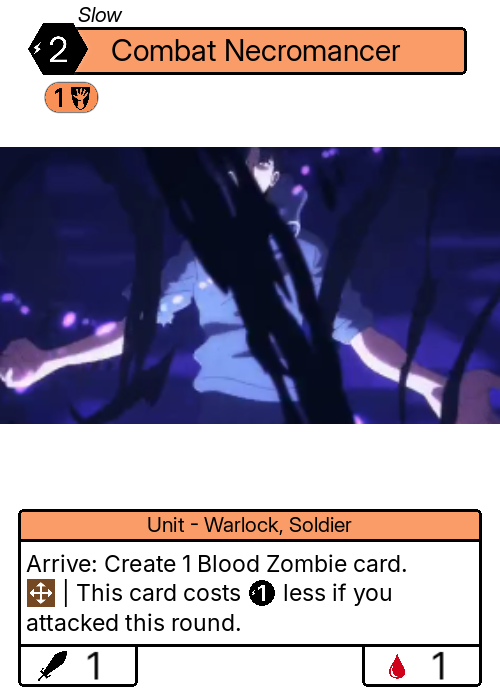 Slow
2 Combat Necromancer
1
Unit - Warlock, Soldier
Arrive: Create 1 Blood Zombie card.
| This card costs 1 less if you
attacked this round.
1 1